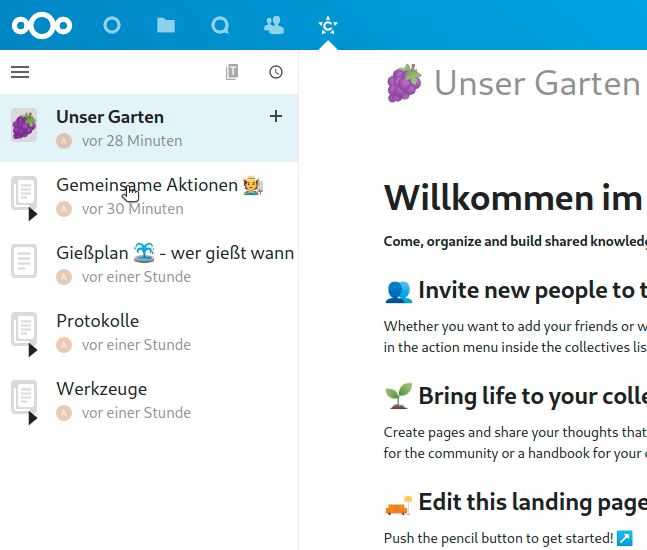 Unser Garten
A vor 28 Minuten
Gemeinsame Aktionen 🧑‍🌾
A vor 30 Minuten
Gießplan ⛲ - wer gießt wann
A vor einer Stunde
Protokolle
A vor einer Stunde
Werkzeuge
A vor einer Stunde
🍇 Unser Garten
Willkommen im
Come, organize and build shared knowledg
👥 Invite new people to t
Whether you want to add your friends or w
in the action menu inside the collectives lis
🌱 Bring life to your colle
Create pages and share your thoughts that
for the community or a handbook for your
🛋️ Edit this landing page
Push the pencil button to get started! ↗️